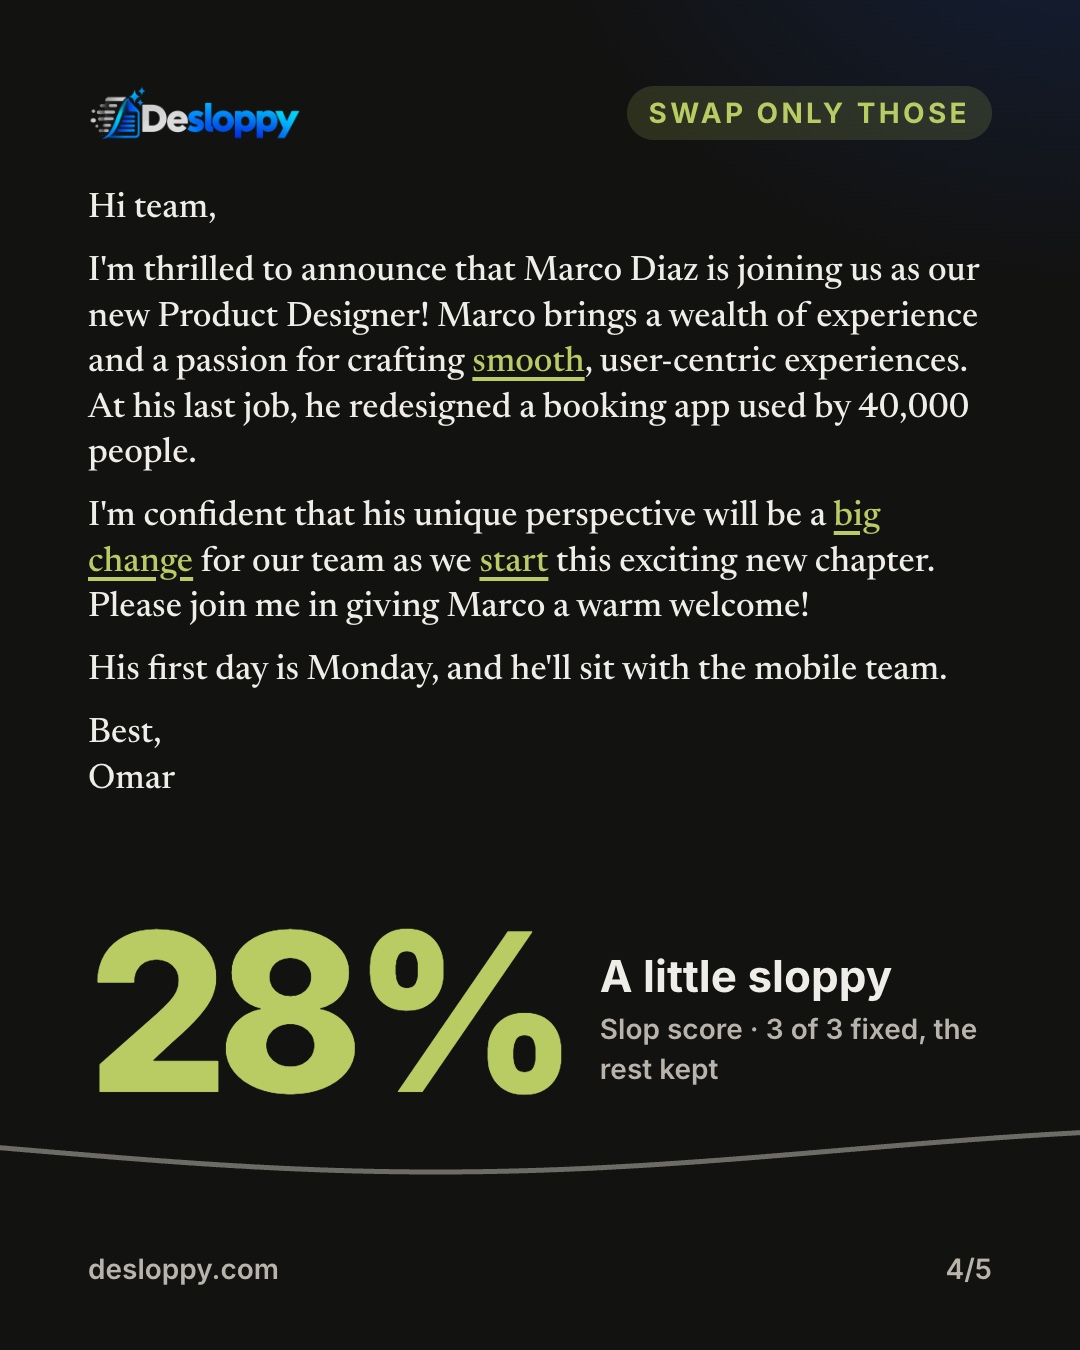 Desloppy
SWAP ONLY THOSE
Hi team,
I'm thrilled to announce that Marco Diaz is joining us as our
new Product Designer! Marco brings a wealth of experience
and a passion for crafting smooth, user-centric experiences.
At his last job, he redesigned a booking app used by 40,000
people.
I'm confident that his unique perspective will be a big
change for our team as we start this exciting new chapter.
Please join me in giving Marco a warm welcome!
His first day is Monday, and he'll sit with the mobile team.
Best,
Omar
28%
A little sloppy
Slop score · 3 of 3 fixed, the
rest kept
desloppy.com
4/5